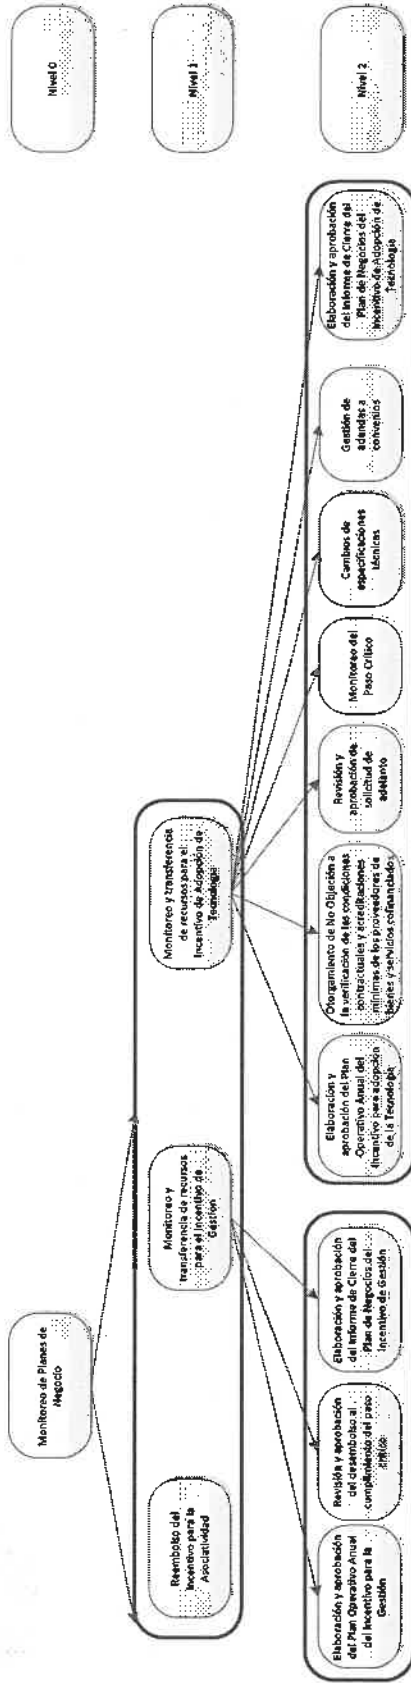 Monitoreo de Planes de
Negocio
Nivel 0
Reembolso del
Incentivo para la
Asociatividad
Monitoreo y
transferencia de recursos
para el Incentivo de
Gestión
Monitoreo y transferencia
de recursos para el
Incentivo de Adopción de
Tecnología
Nivel 1
Elaboración y aprobación
del Plan Operativo Anual
del Incentivo para la
Gestión
Revisión y aprobación
del desembolso al
cumplimiento del paso
crítico
Elaboración y aprobación
del Informe de Cierre del
Plan de Negocios del
Incentivo de Gestión
Elaboración y
aprobación del Plan
Operativo Anual del
Incentivo para adopción
de la Tecnología
Otorgamiento de No Objeción a
la verificación de las condiciones
contractuales y acreditaciones
mínimas de los proveedores de
bienes y servicios cofinanciados
Revisión y
aprobación de
solicitud de
adelanto
Monitoreo del
Paso Crítico
Cambios de
especificaciones
técnicas
Gestión de
adendas a
convenios
Elaboración y aprobación
del Informe de Cierre del
Plan de Negocios del
Incentivo de Adopción de
Tecnología
Nivel 2